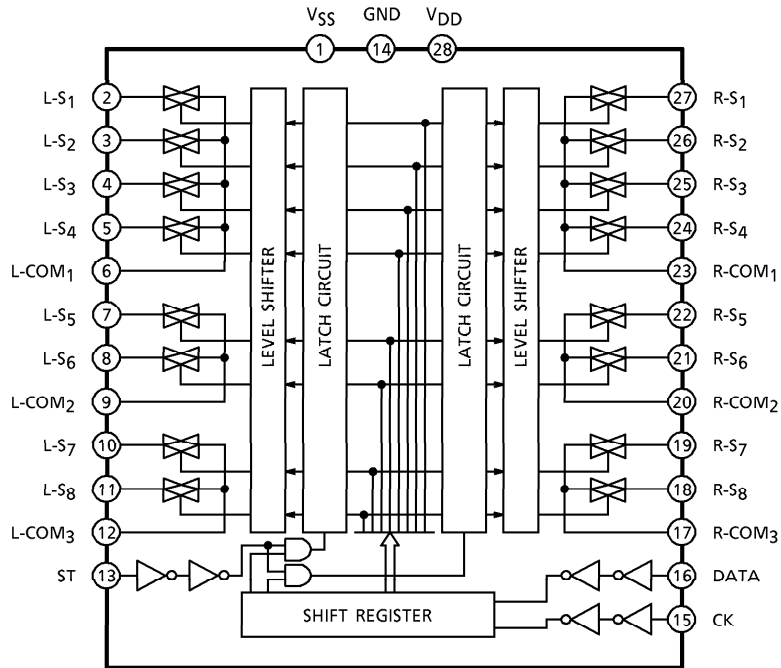 VSS GND VDD
1 14 28
L-S1 2 27 R-S1
L-S2 3 26 R-S2
L-S3 4 25 R-S3
L-S4 5 24 R-S4
L-COM1 6 23 R-COM1
L-S5 7 22 R-S5
L-S6 8 21 R-S6
L-COM2 9 20 R-COM2
L-S7 10 19 R-S7
L-S8 11 18 R-S8
L-COM3 12 17 R-COM3
ST 13 16 DATA
15 CK
LEVEL SHIFTER
LATCH CIRCUIT
LATCH CIRCUIT
LEVEL SHIFTER
SHIFT REGISTER